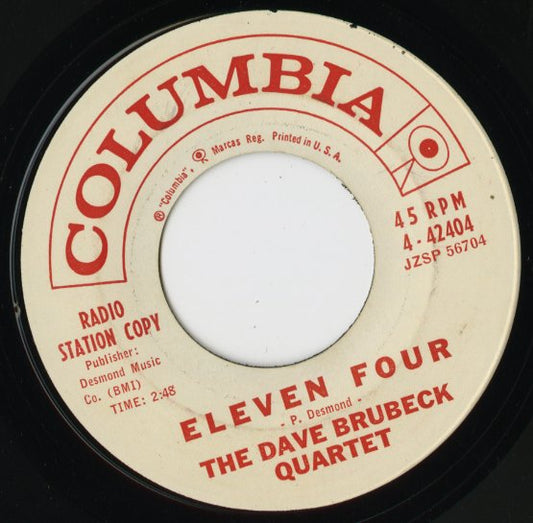 COLUMBIA
® "Columbia", Marcas Reg. Printed in U. S. A.
45 RPM
4-42404
JZSP 56704
RADIO
STATION COPY
Publisher:
Desmond Music
Co. (BMI)
TIME: 2:48
ELEVEN FOUR
- P. Desmond -
THE DAVE BRUBECK
QUARTET